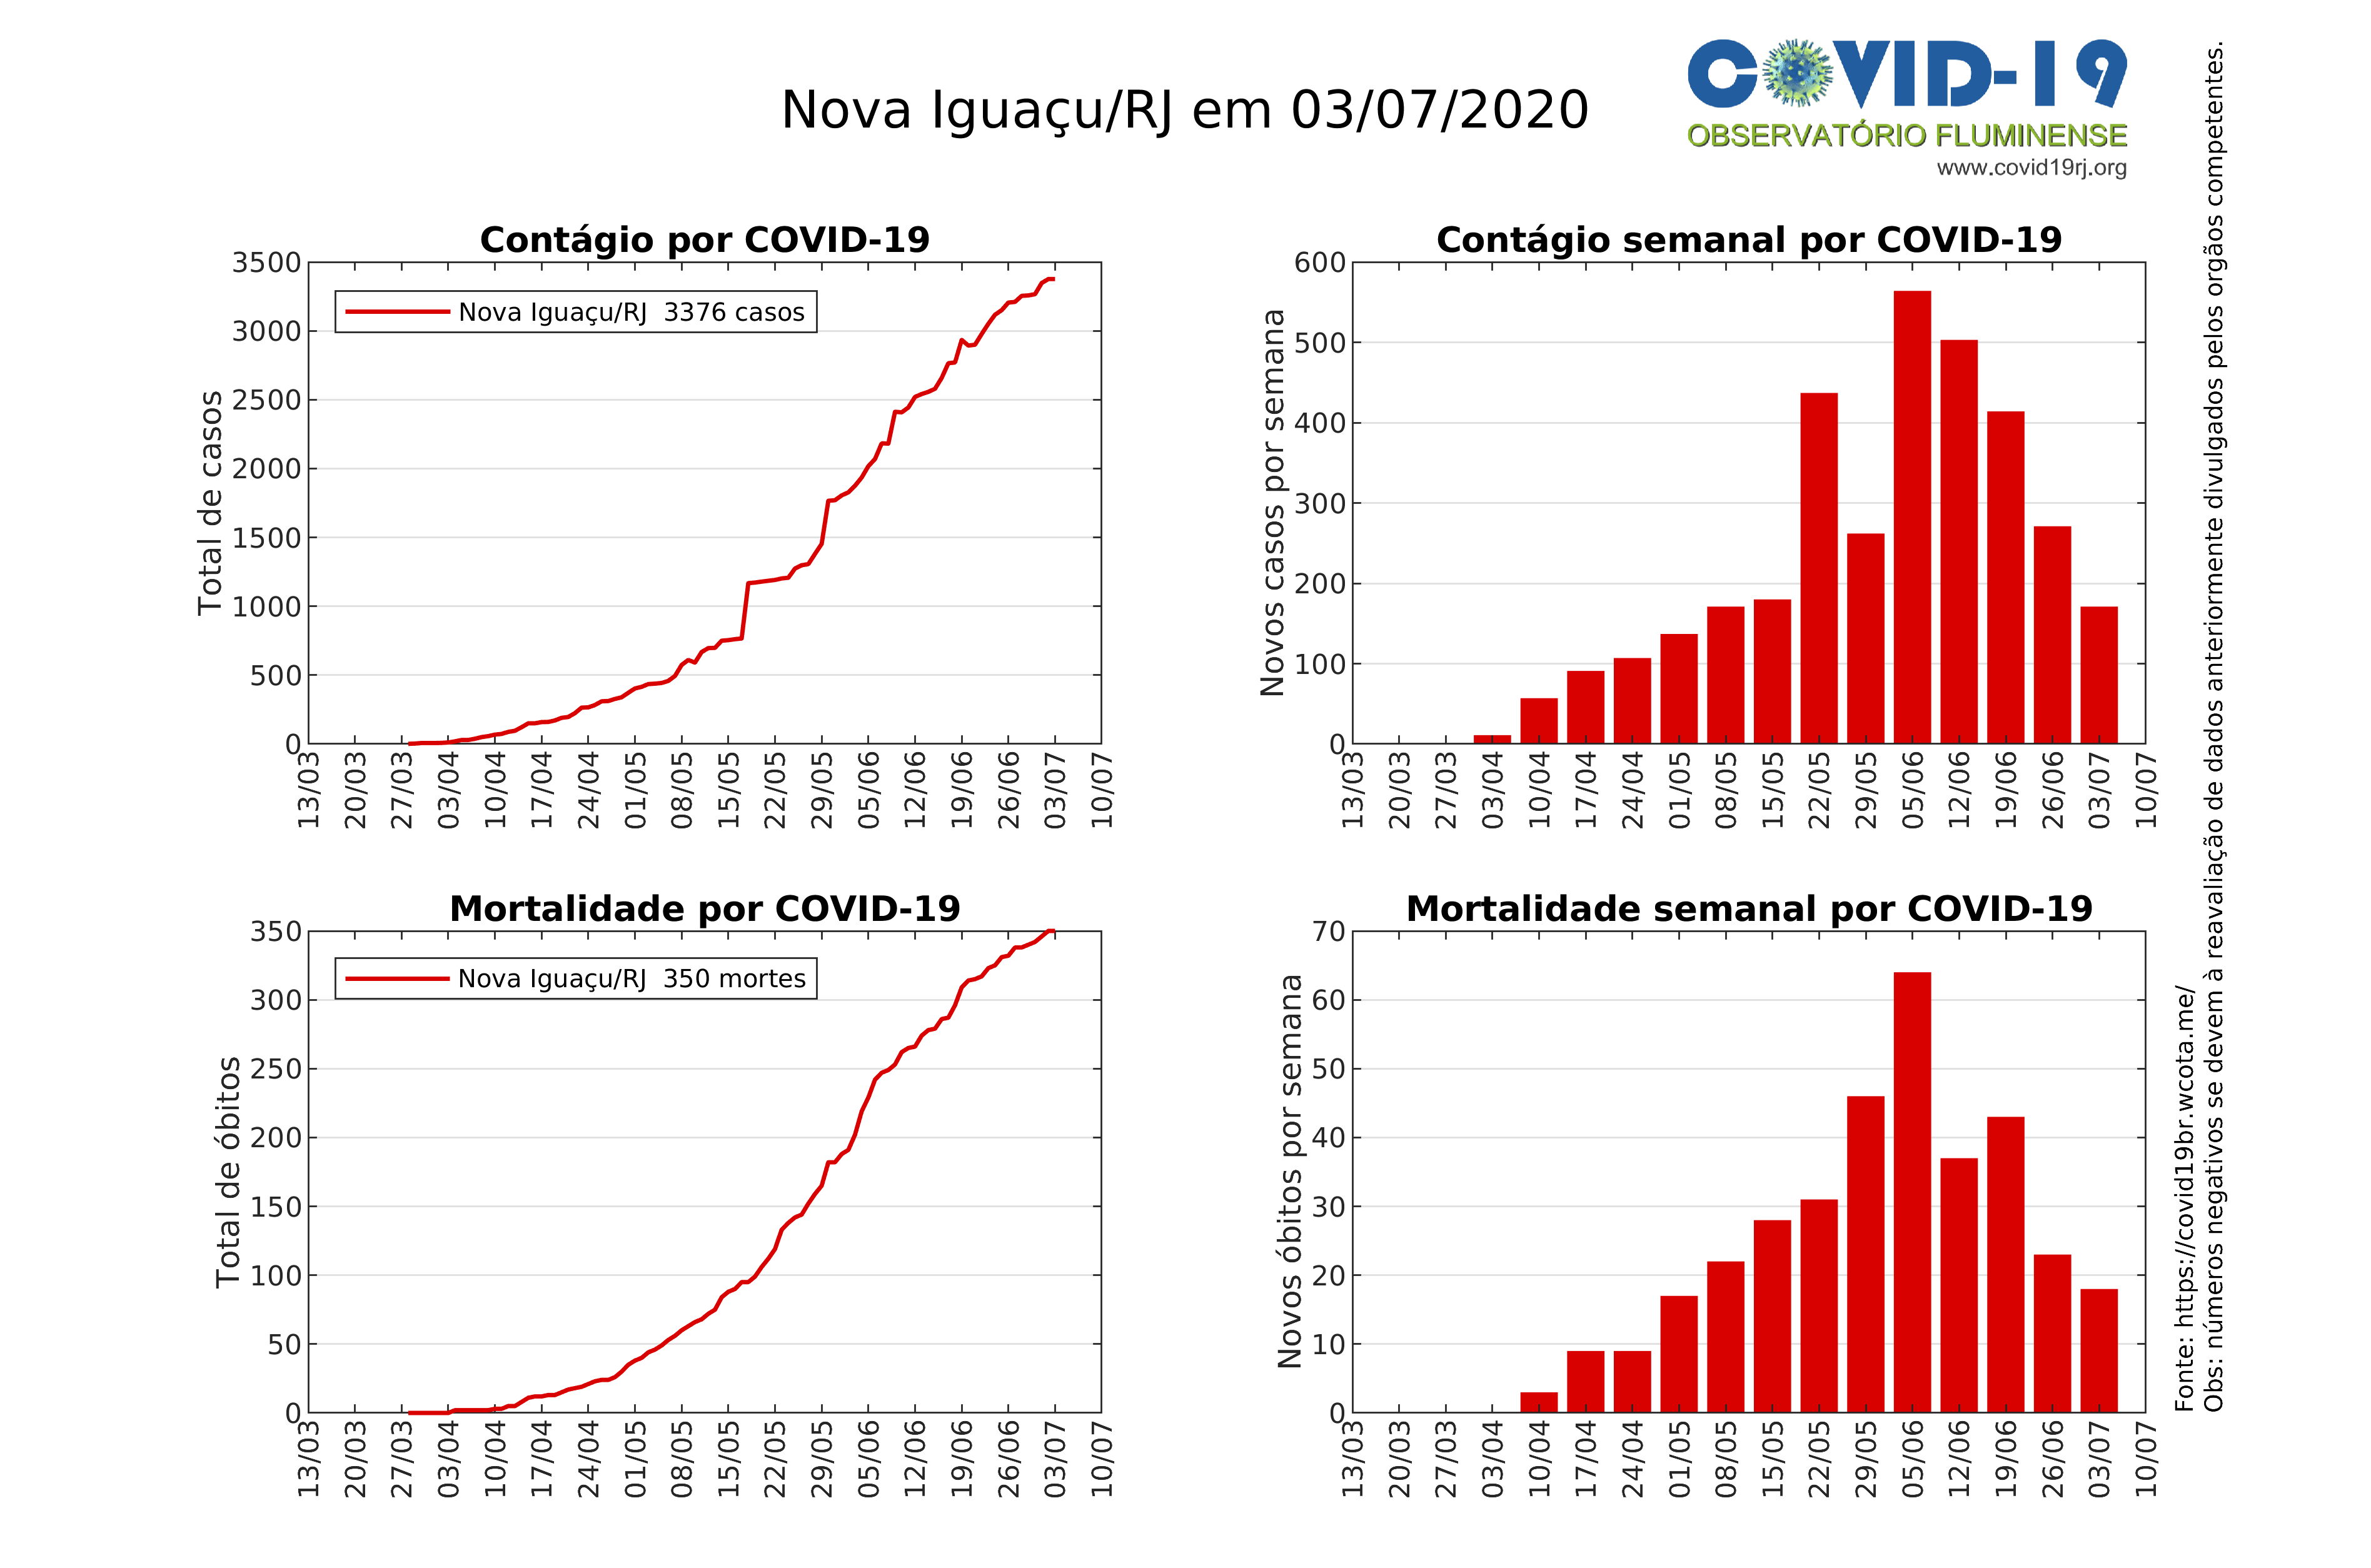 Nova Iguaçu/RJ em 03/07/2020
COVID-19
OBSERVATÓRIO FLUMINENSE
www.covid19rj.org
Contágio por COVID-19
Total de casos
3500
3000
2500
2000
1500
1000
500
0
Nova Iguaçu/RJ 3376 casos
13/03 20/03 27/03 03/04 10/04 17/04 24/04 01/05 08/05 15/05 22/05 29/05 05/06 12/06 19/06 26/06 03/07 10/07
Contágio semanal por COVID-19
Novos casos por semana
600
500
400
300
200
100
0
13/03 20/03 27/03 03/04 10/04 17/04 24/04 01/05 08/05 15/05 22/05 29/05 05/06 12/06 19/06 26/06 03/07 10/07
Mortalidade por COVID-19
Total de óbitos
350
300
250
200
150
100
50
0
Nova Iguaçu/RJ 350 mortes
13/03 20/03 27/03 03/04 10/04 17/04 24/04 01/05 08/05 15/05 22/05 29/05 05/06 12/06 19/06 26/06 03/07 10/07
Mortalidade semanal por COVID-19
Novos óbitos por semana
70
60
50
40
30
20
10
0
13/03 20/03 27/03 03/04 10/04 17/04 24/04 01/05 08/05 15/05 22/05 29/05 05/06 12/06 19/06 26/06 03/07 10/07
Fonte: https://covid19br.wcota.me/
Obs: números negativos se devem à reavaliação de dados anteriormente divulgados pelos orgãos competentes.